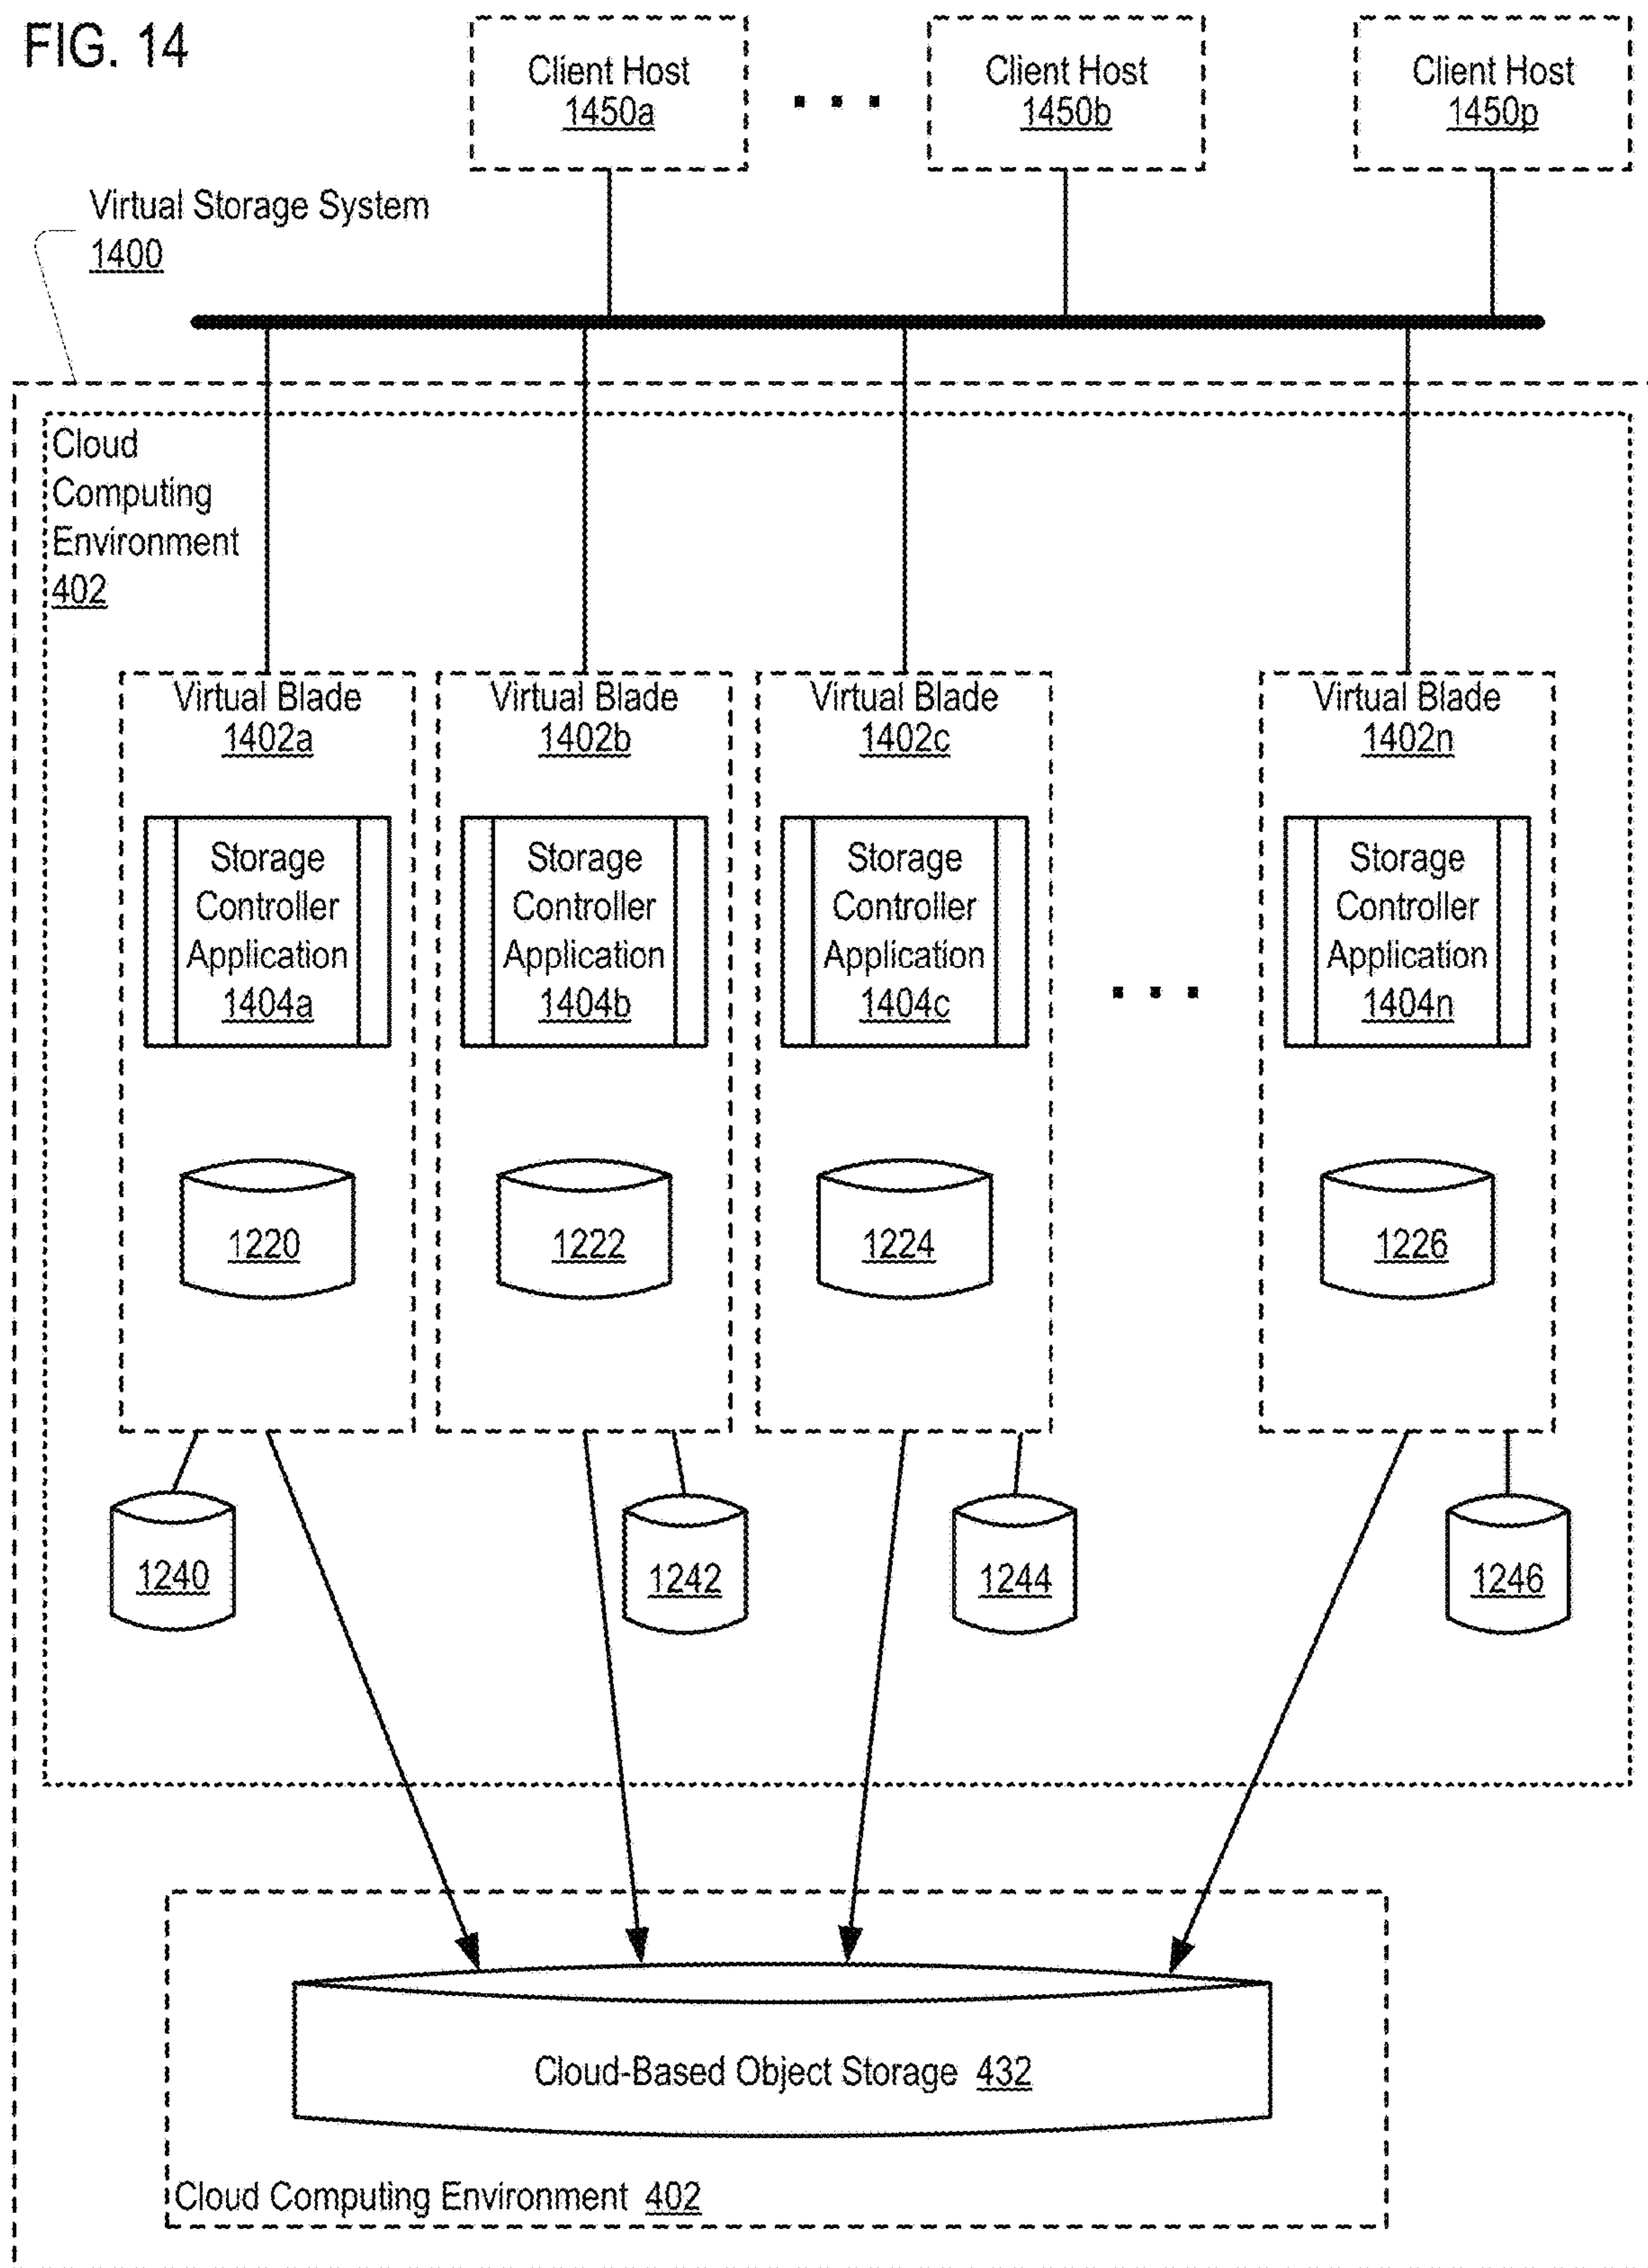 FIG. 14
Client Host
1450a
Client Host
1450b
Client Host
1450p
Virtual Storage System
1400
Cloud
Computing
Environment
402
Virtual Blade
1402a
Storage
Controller
Application
1404a
1220
Virtual Blade
1402b
Storage
Controller
Application
1404b
1222
Virtual Blade
1402c
Storage
Controller
Application
1404c
1224
Virtual Blade
1402n
Storage
Controller
Application
1404n
1226
1240
1242
1244
1246
Cloud-Based Object Storage 432
Cloud Computing Environment 402